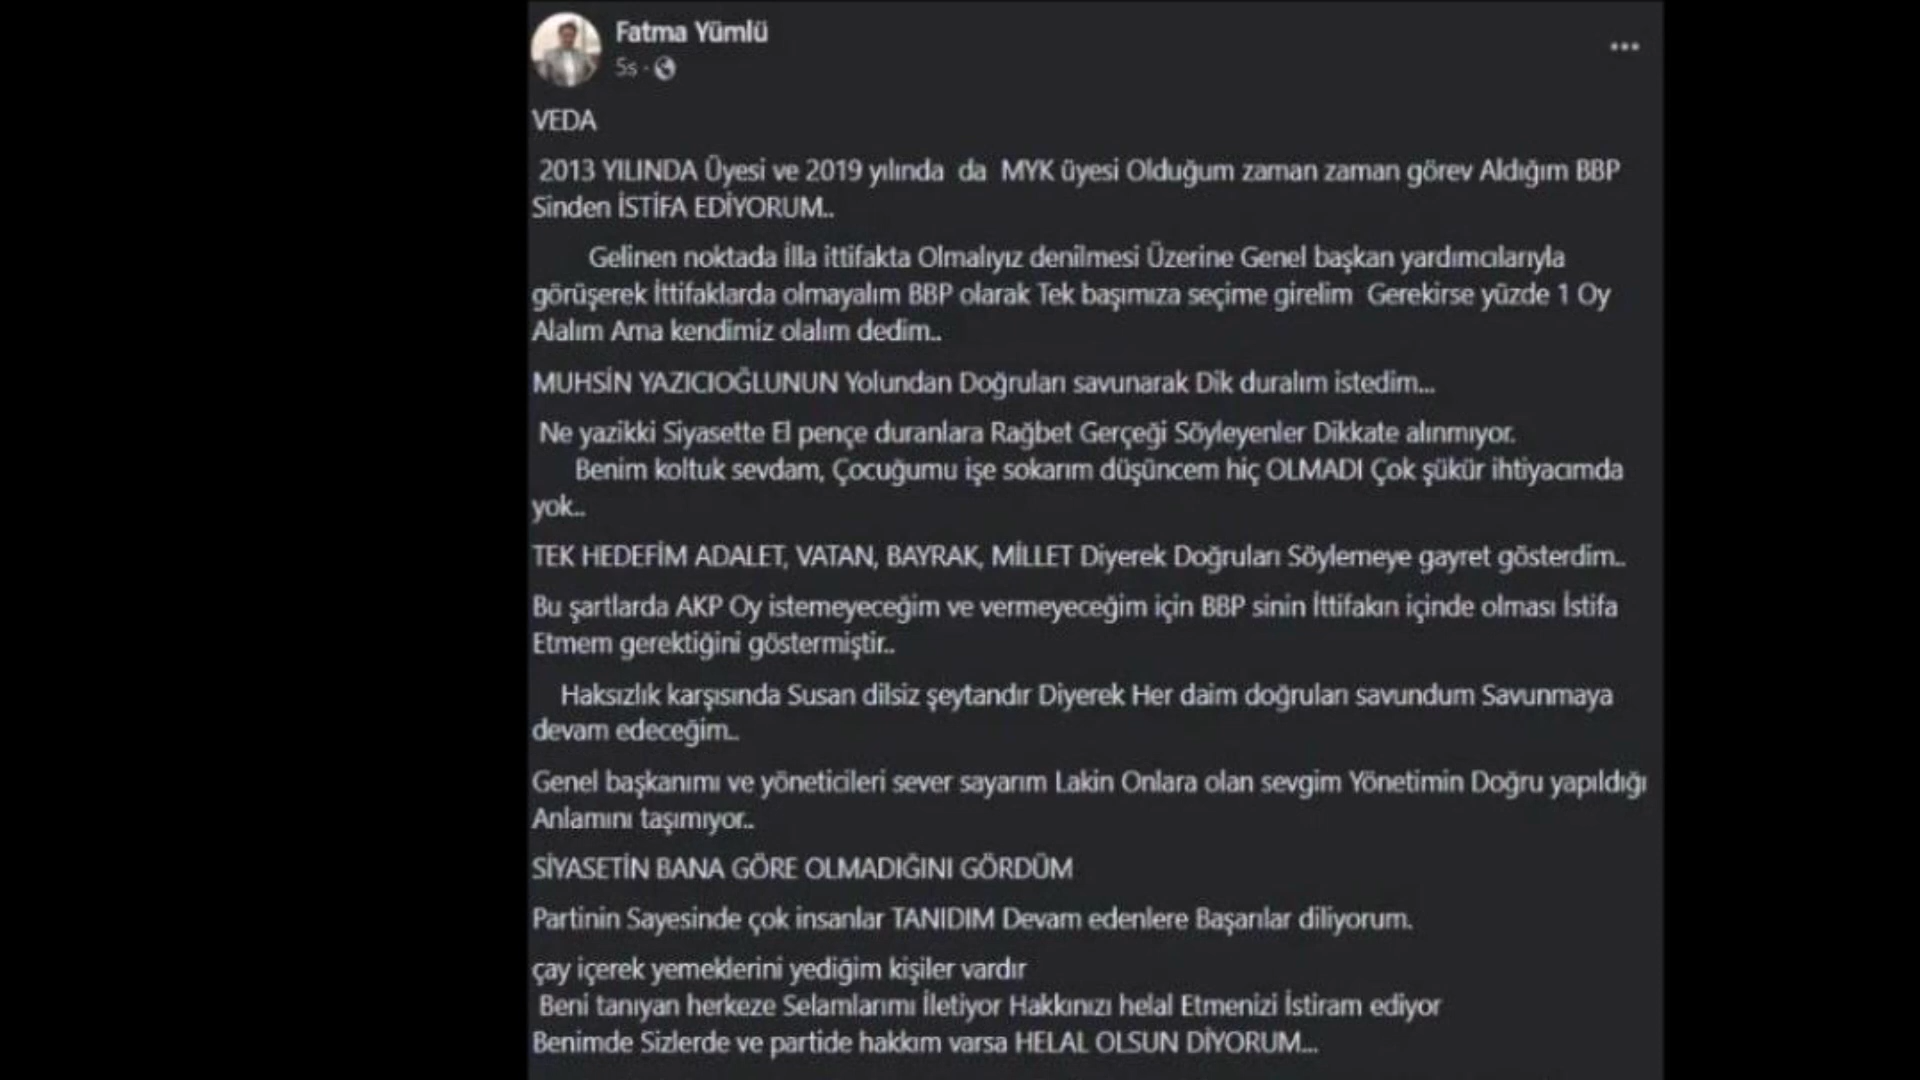 Fatma Yümlü
5s ·
VEDA
2013 YILINDA Üyesi ve 2019 yılında da MYK üyesi Olduğum zaman zaman görev Aldığım BBP
Sinden İSTİFA EDİYORUM..
Gelinen noktada İlla ittifakta Olmalıyız denilmesi Üzerine Genel başkan yardımcılarıyla
görüşerek İttifaklarda olmayalım BBP olarak Tek başımıza seçime girelim Gerekirse yüzde 1 Oy
Alalım Ama kendimiz olalım dedim..
MUHSİN YAZICIOĞLUNUN Yolundan Doğruları savunarak Dik duralım istedim...
Ne yazikki Siyasette El pençe duranlara Rağbet Gerçeği Söyleyenler Dikkate alınmıyor.
Benim koltuk sevdam, Çocuğumu işe sokarım düşüncem hiç OLMADI Çok şükür ihtiyacımda
yok..
TEK HEDEFİM ADALET, VATAN, BAYRAK, MİLLET Diyerek Doğruları Söylemeye gayret gösterdim..
Bu şartlarda AKP Oy istemeyeceğim ve vermeyeceğim için BBP sinin İttifakın içinde olması İstifa
Etmem gerektiğini göstermiştir..
Haksızlık karşısında Susan dilsiz şeytandır Diyerek Her daim doğruları savundum Savunmaya
devam edeceğim..
Genel başkanımı ve yöneticileri sever sayarım Lakin Onlara olan sevgim Yönetimin Doğru yapıldığı
Anlamını taşımıyor..
SİYASETİN BANA GÖRE OLMADIĞINI GÖRDÜM
Partinin Sayesinde çok insanlar TANIDIM Devam edenlere Başarılar diliyorum.
çay içerek yemeklerini yediğim kişiler vardır
Beni tanıyan herkeze Selamlarımı İletiyor Hakkınızı helal Etmenizi İstiram ediyor
Benimde Sizlerde ve partide hakkım varsa HELAL OLSUN DİYORUM...